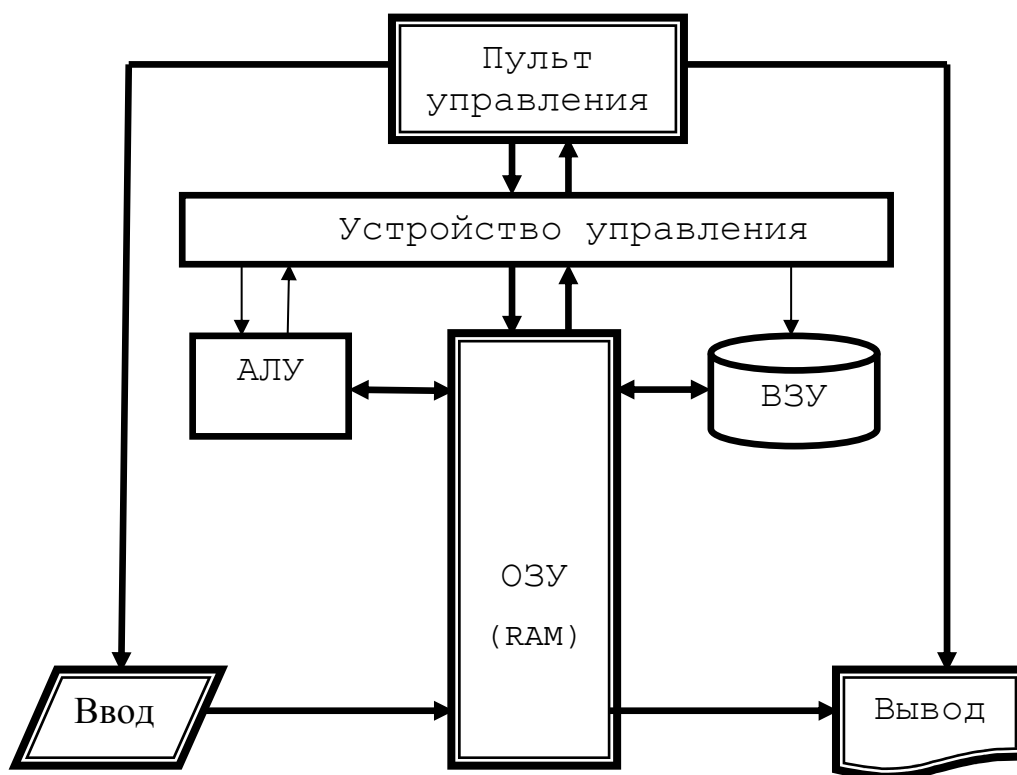 Пульт
управления
Устройство управления
АЛУ
ВЗУ
ОЗУ
(RAM)
Ввод
Вывод